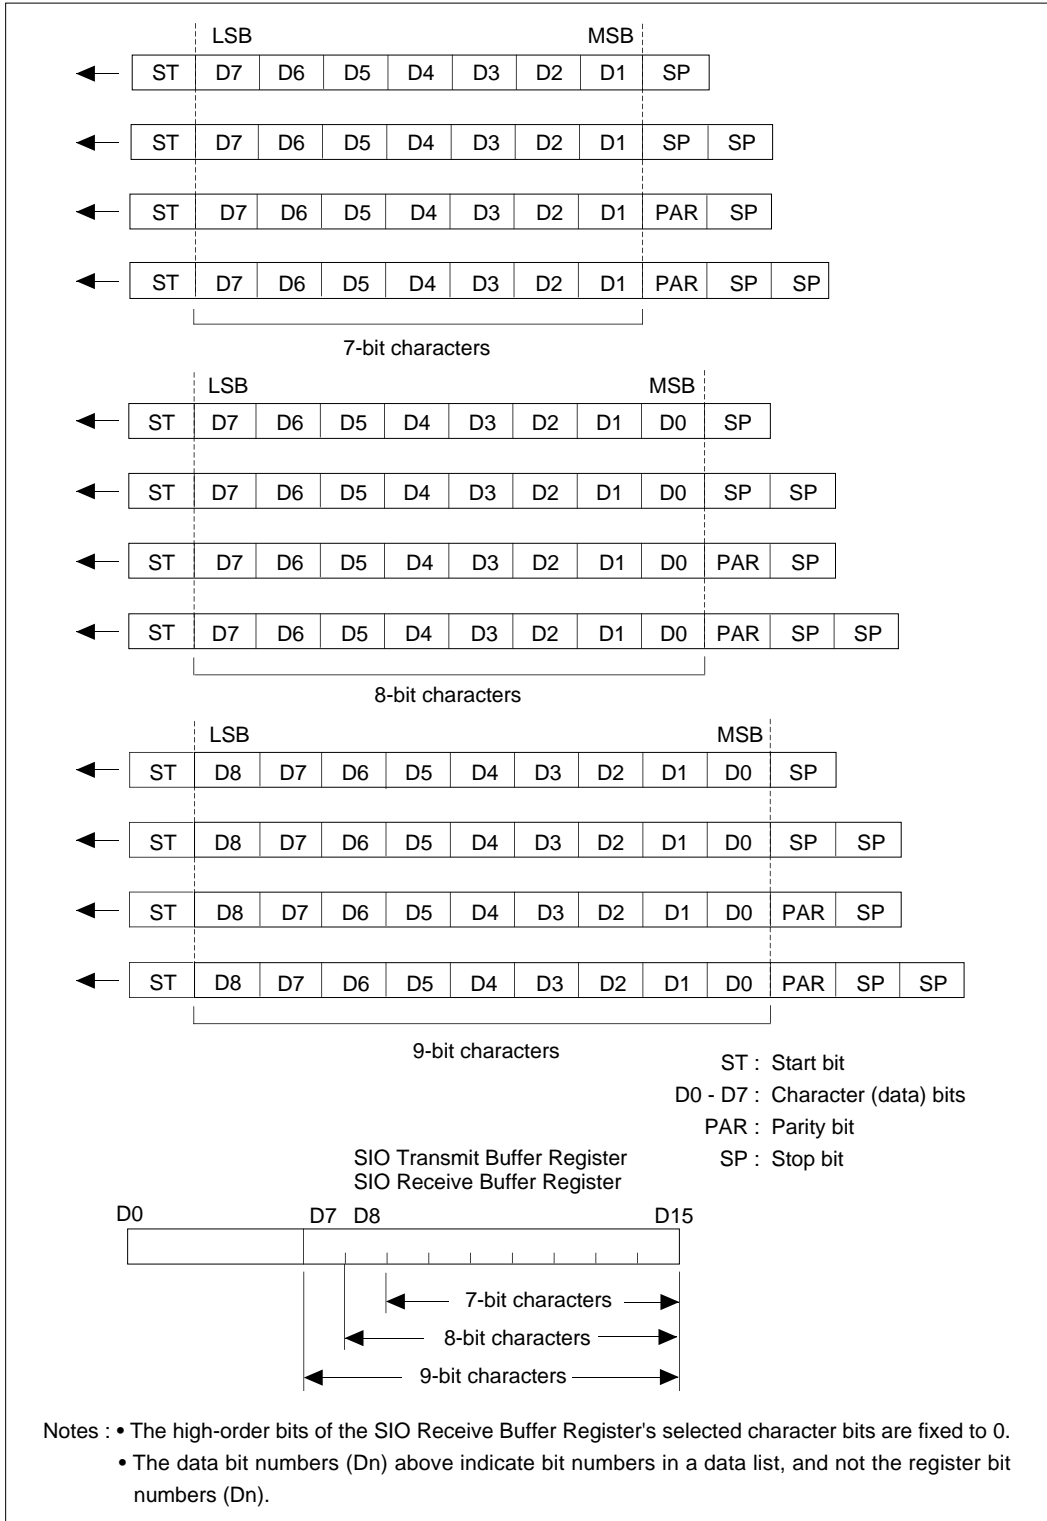 LSB MSB
ST D7 D6 D5 D4 D3 D2 D1 SP
ST D7 D6 D5 D4 D3 D2 D1 SP SP
ST D7 D6 D5 D4 D3 D2 D1 PAR SP
ST D7 D6 D5 D4 D3 D2 D1 PAR SP SP
7-bit characters
LSB MSB
ST D7 D6 D5 D4 D3 D2 D1 D0 SP
ST D7 D6 D5 D4 D3 D2 D1 D0 SP SP
ST D7 D6 D5 D4 D3 D2 D1 D0 PAR SP
ST D7 D6 D5 D4 D3 D2 D1 D0 PAR SP SP
8-bit characters
LSB MSB
ST D8 D7 D6 D5 D4 D3 D2 D1 D0 SP
ST D8 D7 D6 D5 D4 D3 D2 D1 D0 SP SP
ST D8 D7 D6 D5 D4 D3 D2 D1 D0 PAR SP
ST D8 D7 D6 D5 D4 D3 D2 D1 D0 PAR SP SP
9-bit characters
ST : Start bit
D0 - D7 : Character (data) bits
PAR : Parity bit
SP : Stop bit
SIO Transmit Buffer Register
SIO Receive Buffer Register
D0 D7 D8 D15
7-bit characters
8-bit characters
9-bit characters
Notes : • The high-order bits of the SIO Receive Buffer Register's selected character bits are fixed to 0.
• The data bit numbers (Dn) above indicate bit numbers in a data list, and not the register bit
numbers (Dn).